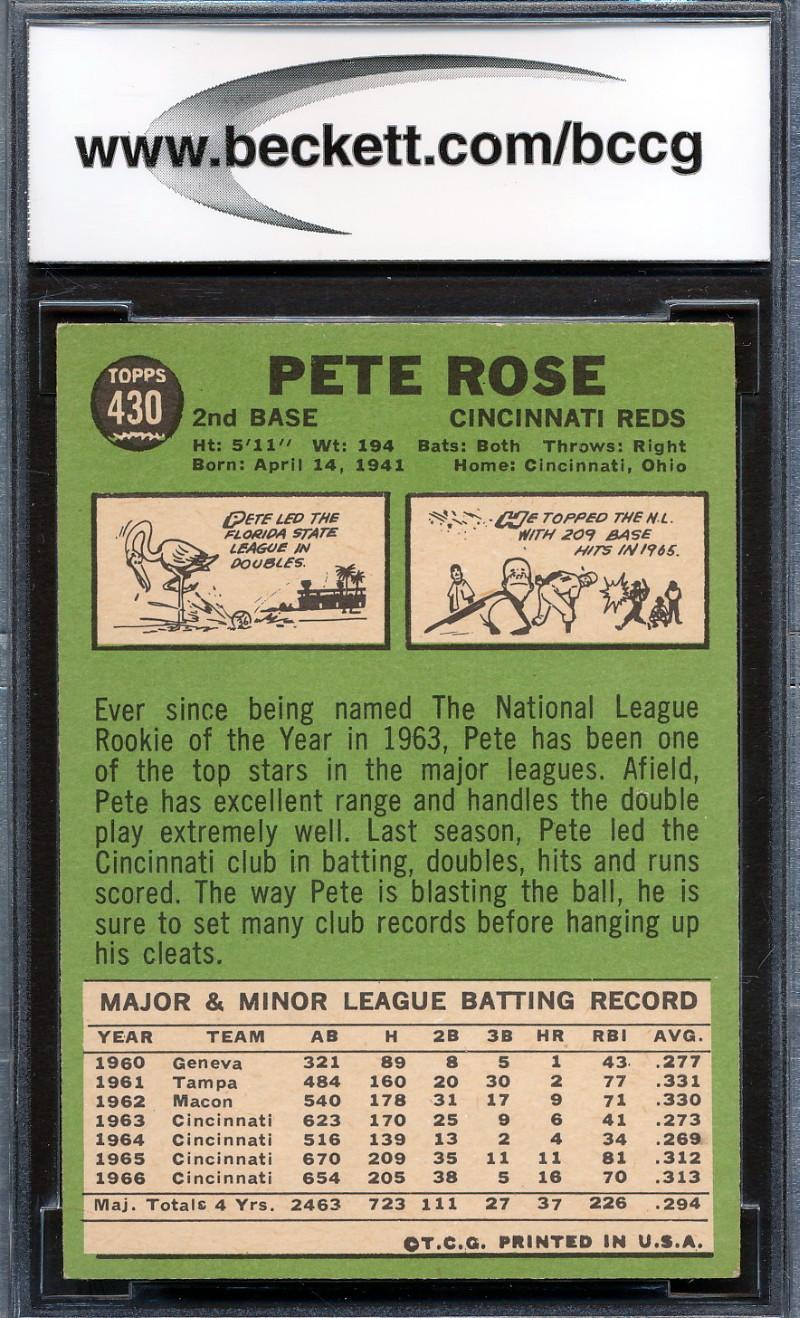 www.beckett.com/bccg
TOPPS
430
PETE ROSE
2nd BASE CINCINNATI REDS
Ht: 5'11" Wt: 194 Bats: Both Throws: Right
Born: April 14, 1941 Home: Cincinnati, Ohio
PETE LED THE
FLORIDA STATE
LEAGUE IN
DOUBLES.
36
HE TOPPED THE N.L.
WITH 209 BASE
HITS IN 1965.
Ever since being named The National League
Rookie of the Year in 1963, Pete has been one
of the top stars in the major leagues. Afield,
Pete has excellent range and handles the double
play extremely well. Last season, Pete led the
Cincinnati club in batting, doubles, hits and runs
scored. The way Pete is blasting the ball, he is
sure to set many club records before hanging up
his cleats.
MAJOR & MINOR LEAGUE BATTING RECORD
YEAR TEAM AB H 2B 3B HR RBI AVG.
1960 Geneva 321 89 8 5 1 43 .277
1961 Tampa 484 160 20 30 2 77 .331
1962 Macon 540 178 31 17 9 71 .330
1963 Cincinnati 623 170 25 9 6 41 .273
1964 Cincinnati 516 139 13 2 4 34 .269
1965 Cincinnati 670 209 35 11 11 81 .312
1966 Cincinnati 654 205 38 5 16 70 .313
Maj. Totals 4 Yrs. 2463 723 111 27 37 226 .294
©T.C.G. PRINTED IN U.S.A.